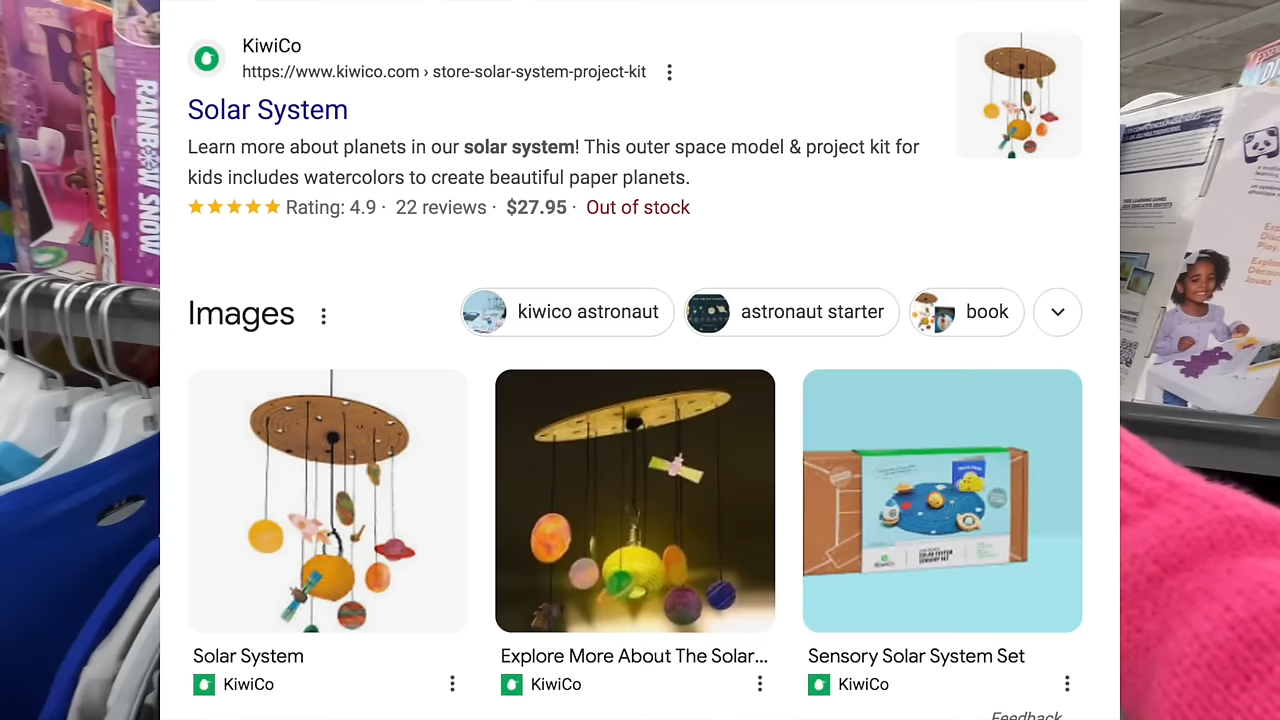 KiwiCo
https://www.kiwico.com › store-solar-system-project-kit
Solar System
Learn more about planets in our solar system! This outer space model & project kit for
kids includes watercolors to create beautiful paper planets.
Rating: 4.9 · 22 reviews · $27.95 · Out of stock
Images
kiwico astronaut
astronaut starter
book
Solar System
KiwiCo
Explore More About The Solar...
KiwiCo
Sensory Solar System Set
KiwiCo
Feedback
RAINBOW SNOW